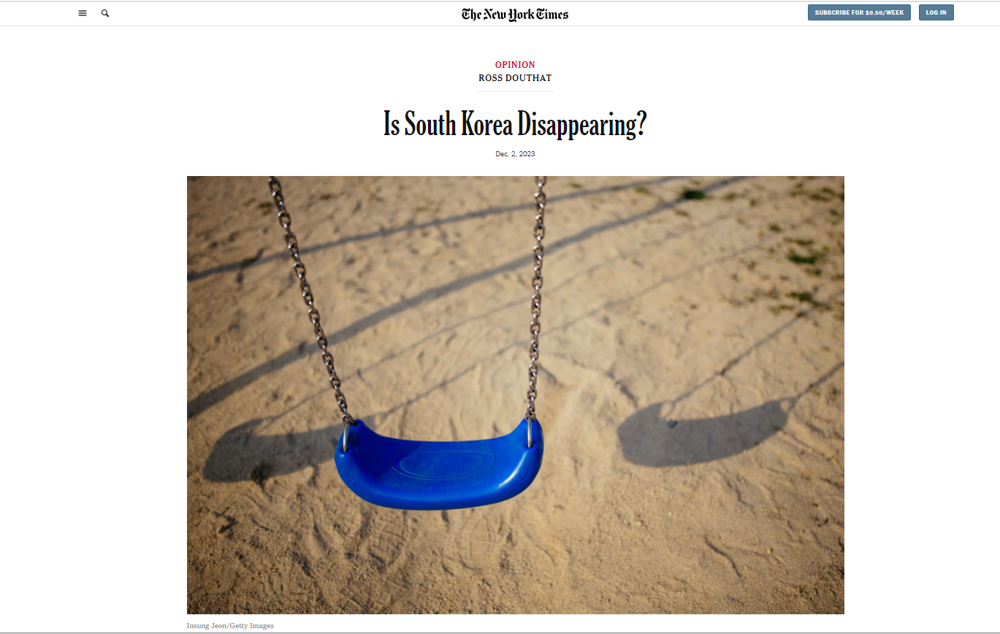 The New York Times
SUBSCRIBE FOR $0.50/WEEK
LOG IN
OPINION
ROSS DOUTHAT
Is South Korea Disappearing?
Dec. 2, 2023
Insung Jeon/Getty Images